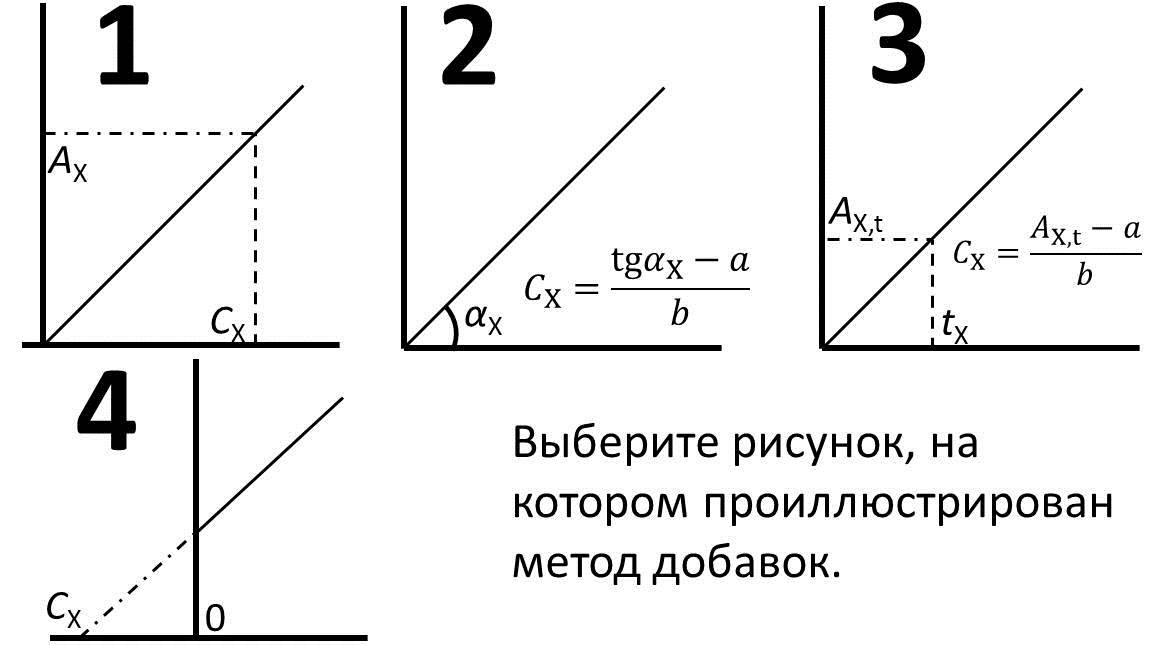 1
A_X
C_X
2
C_X = (tgα_X − a) / b
α_X
3
A_X,t
C_X = (A_X,t − a) / b
t_X
4
C_X
0
Выберите рисунок, на
котором проиллюстрирован
метод добавок.